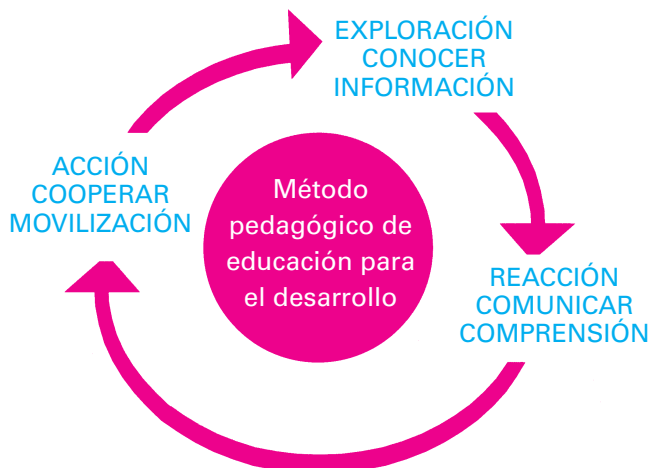 EXPLORACIÓN
CONOCER
INFORMACIÓN
REACCIÓN
COMUNICAR
COMPRENSIÓN
ACCIÓN
COOPERAR
MOVILIZACIÓN
Método
pedagógico de
educación para
el desarrollo